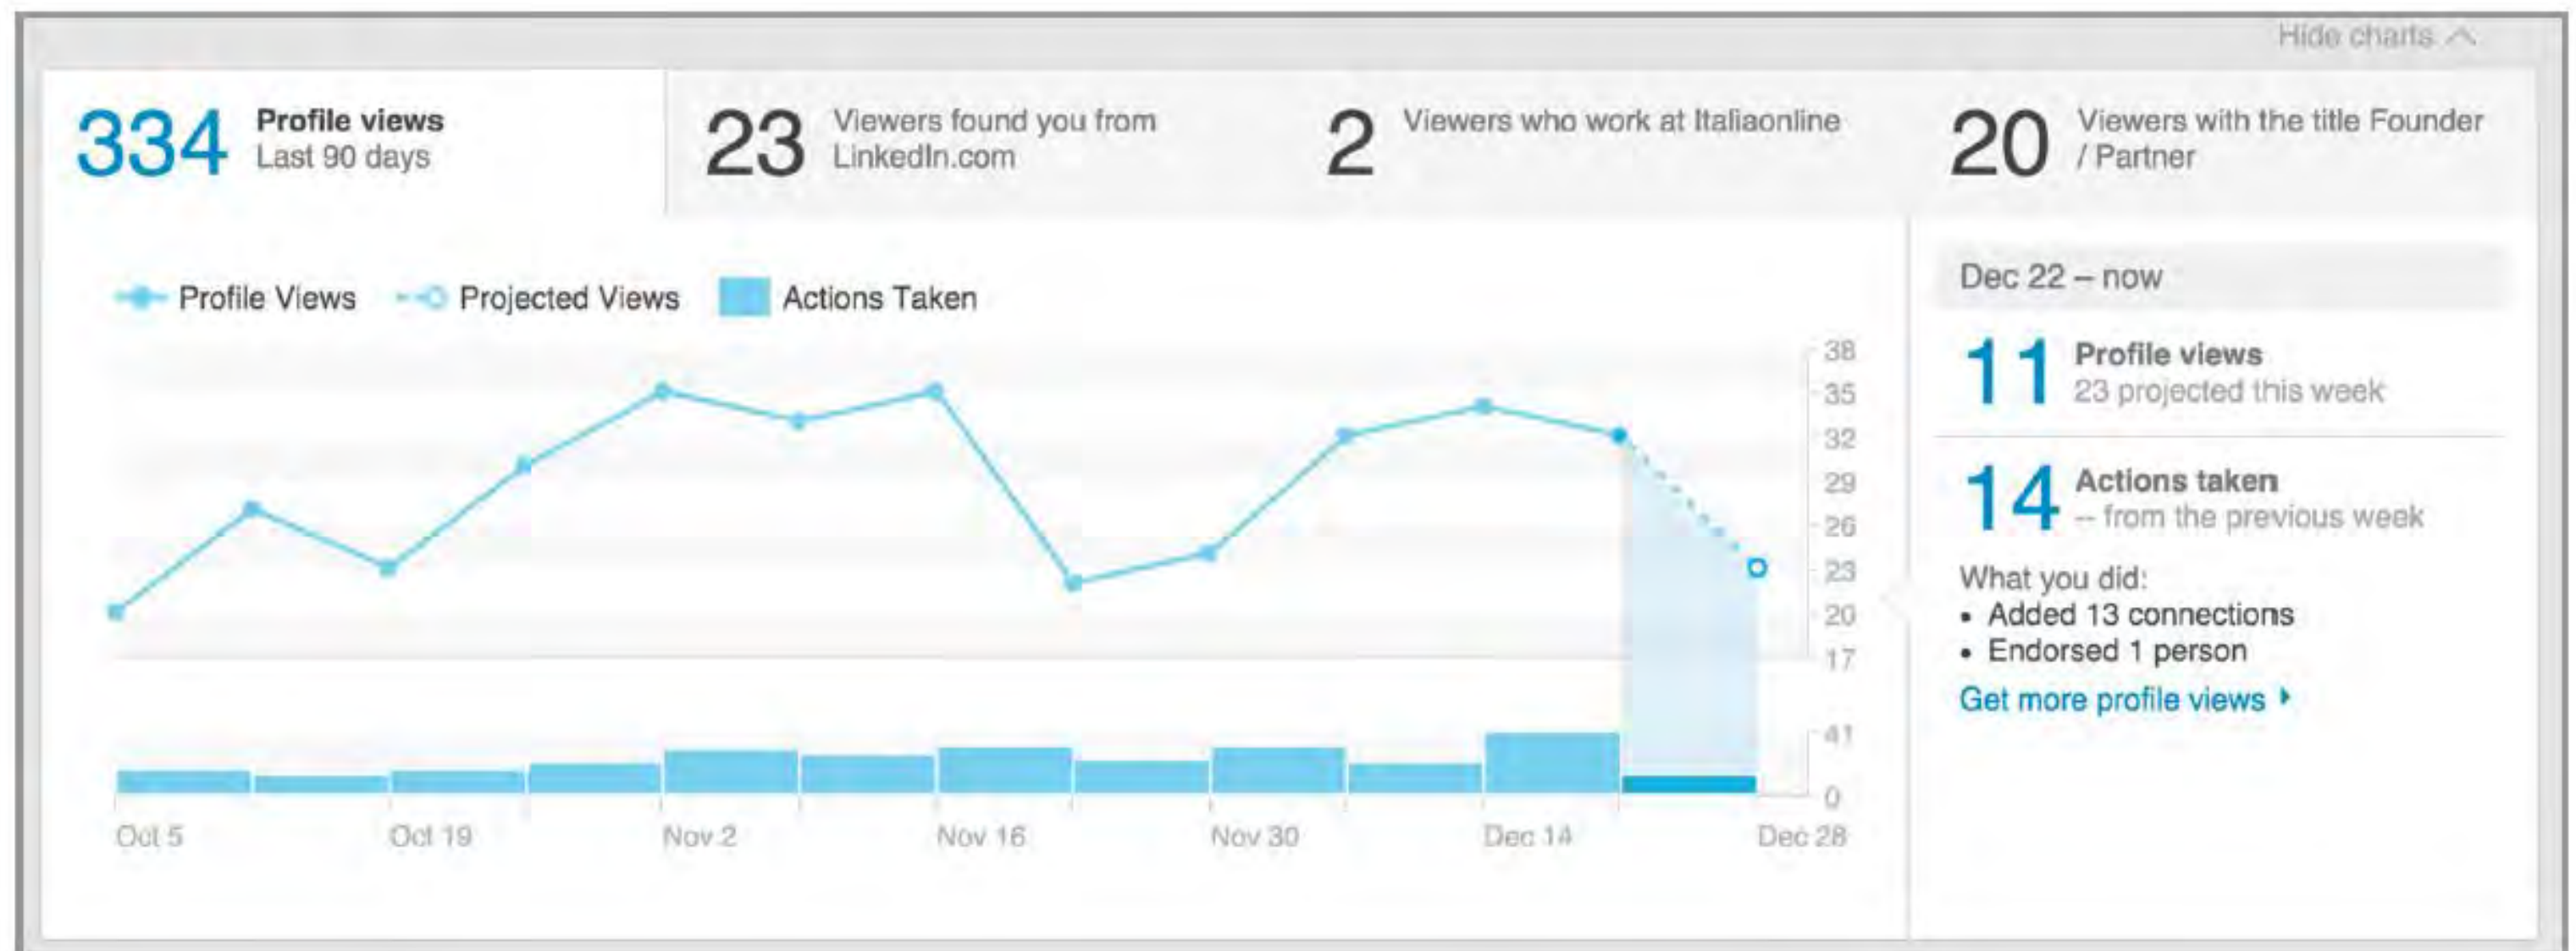 Hide charts
334 Profile views
Last 90 days
23 Viewers found you from
LinkedIn.com
2 Viewers who work at Italiaonline
20 Viewers with the title Founder
/ Partner
Profile Views
Projected Views
Actions Taken
38
35
32
29
26
23
20
17
41
0
Oct 5
Oct 19
Nov 2
Nov 16
Nov 30
Dec 14
Dec 28
Dec 22 – now
11 Profile views
23 projected this week
14 Actions taken
-- from the previous week
What you did:
• Added 13 connections
• Endorsed 1 person
Get more profile views